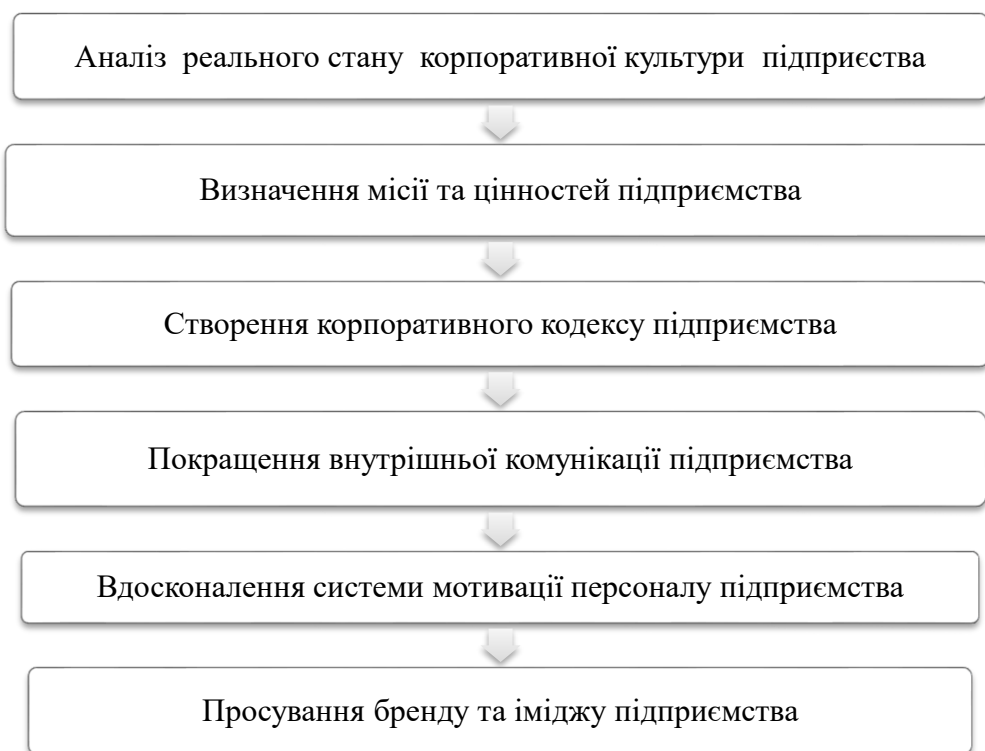 Аналіз реального стану корпоративної культури підприєства
Визначення місії та цінностей підприємства
Створення корпоративного кодексу підприємства
Покращення внутрішньої комунікації підприємства
Вдосконалення системи мотивації персоналу підприємства
Просування бренду та іміджу підприємства